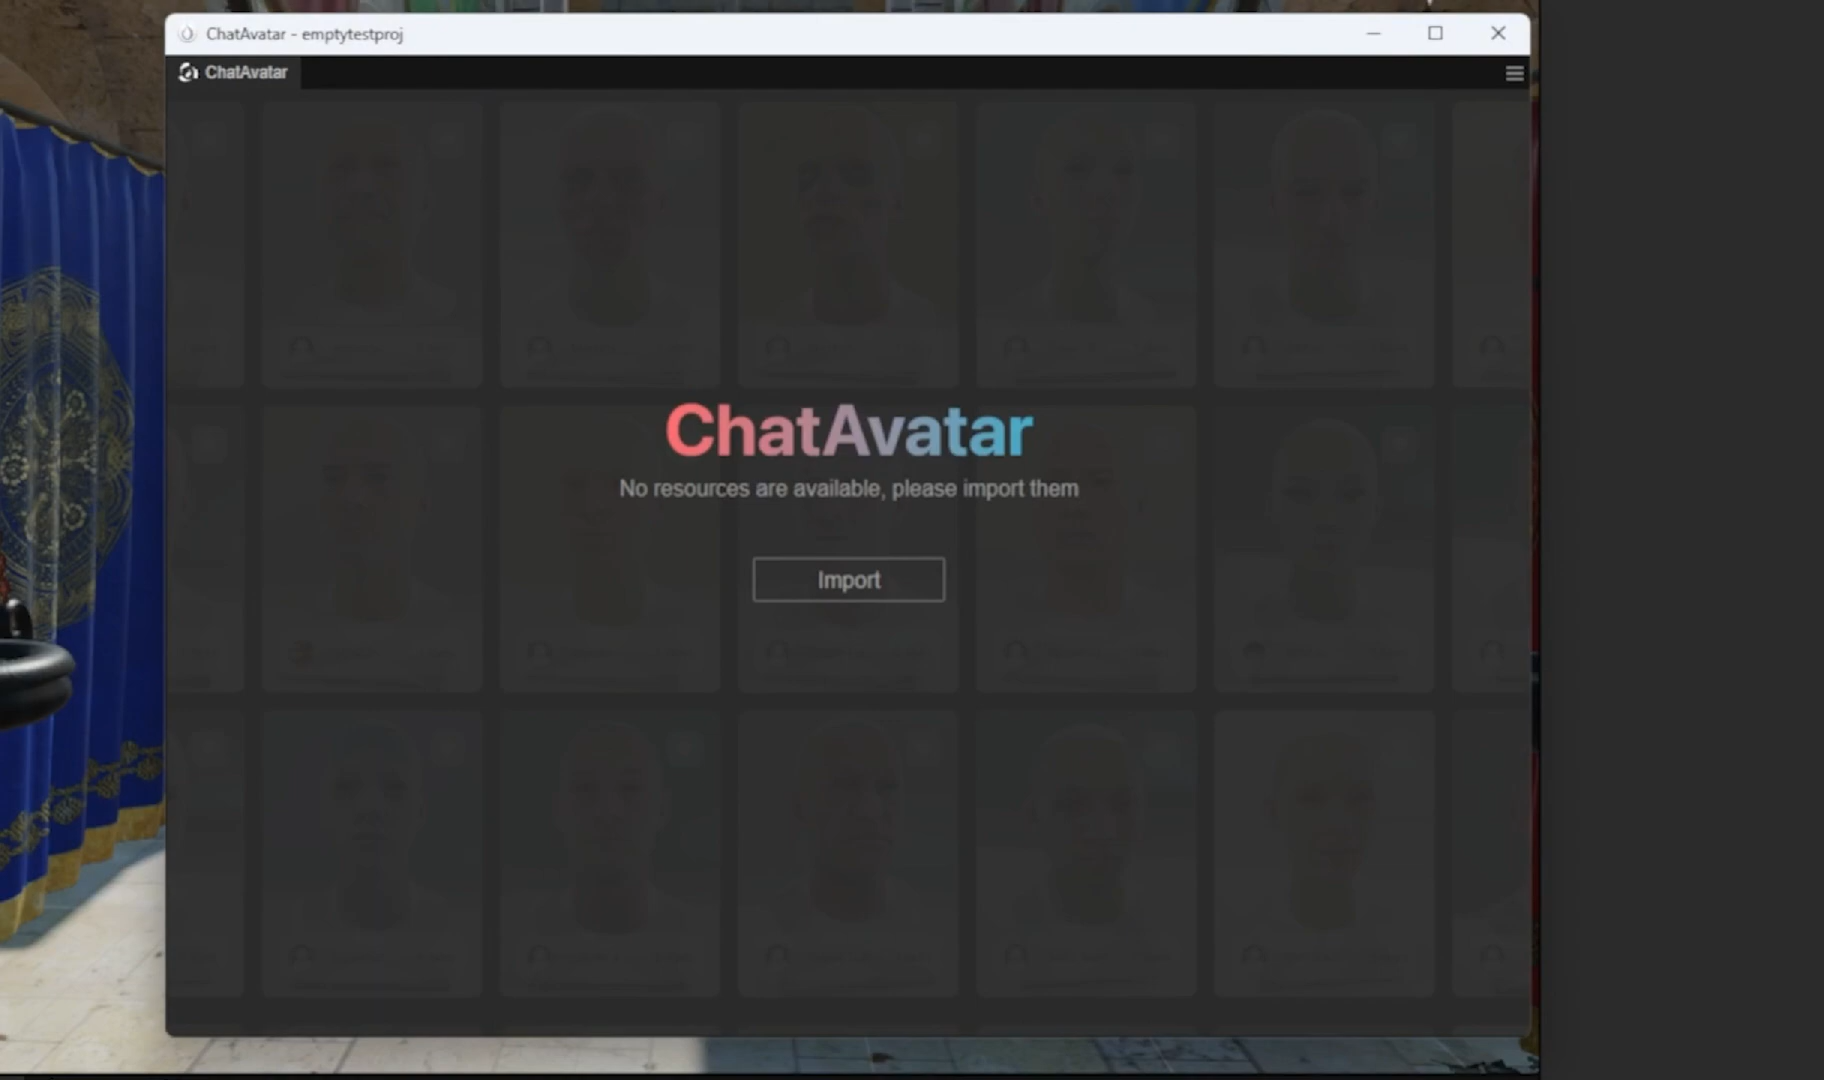 ChatAvatar - emptytestproj
ChatAvatar
ChatAvatar
No resources are available, please import them
Import